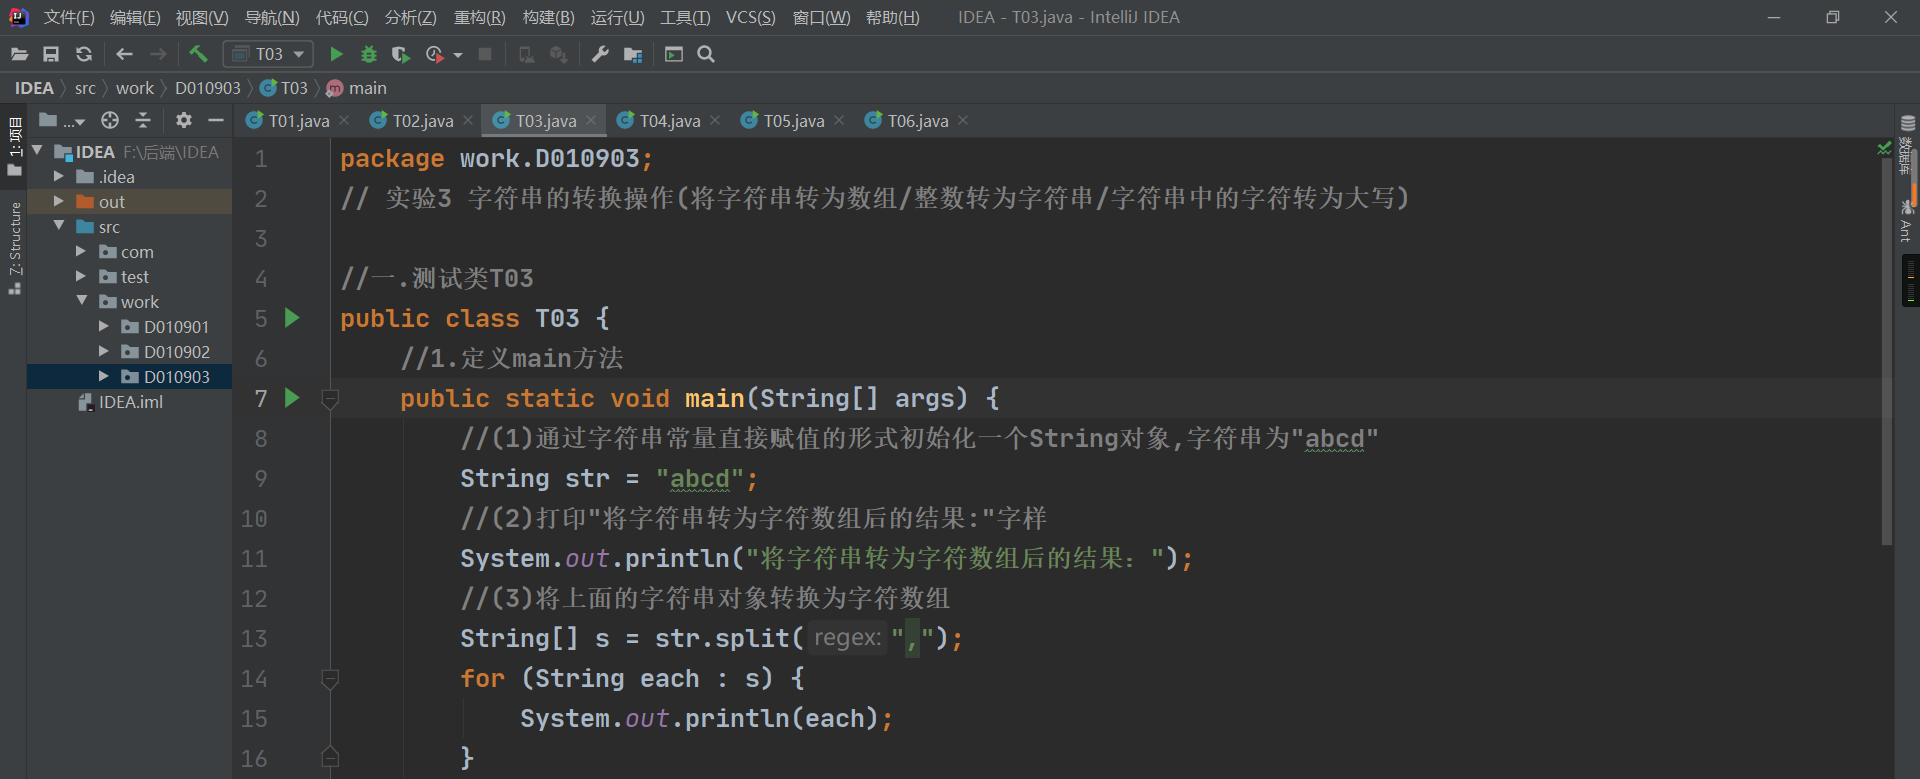 文件(F) 编辑(E) 视图(V) 导航(N) 代码(C) 分析(Z) 重构(R) 构建(B) 运行(U) 工具(T) VCS(S) 窗口(W) 帮助(H) IDEA - T03.java - IntelliJ IDEA
T03
IDEA src work D010903 T03 main
... T01.java T02.java T03.java T04.java T05.java T06.java
1:项目
7: Structure
IDEA F:\后端\IDEA
.idea
out
src
com
test
work
D010901
D010902
D010903
IDEA.iml
1 package work.D010903;
2 // 实验3 字符串的转换操作(将字符串转为数组/整数转为字符串/字符串中的字符转为大写)
3
4 //一.测试类T03
5 public class T03 {
6 //1.定义main方法
7 public static void main(String[] args) {
8 //(1)通过字符串常量直接赋值的形式初始化一个String对象,字符串为"abcd"
9 String str = "abcd";
10 //(2)打印"将字符串转为字符数组后的结果:"字样
11 System.out.println("将字符串转为字符数组后的结果：");
12 //(3)将上面的字符串对象转换为字符数组
13 String[] s = str.split( regex: ",");
14 for (String each : s) {
15 System.out.println(each);
16 }
数据库
Ant